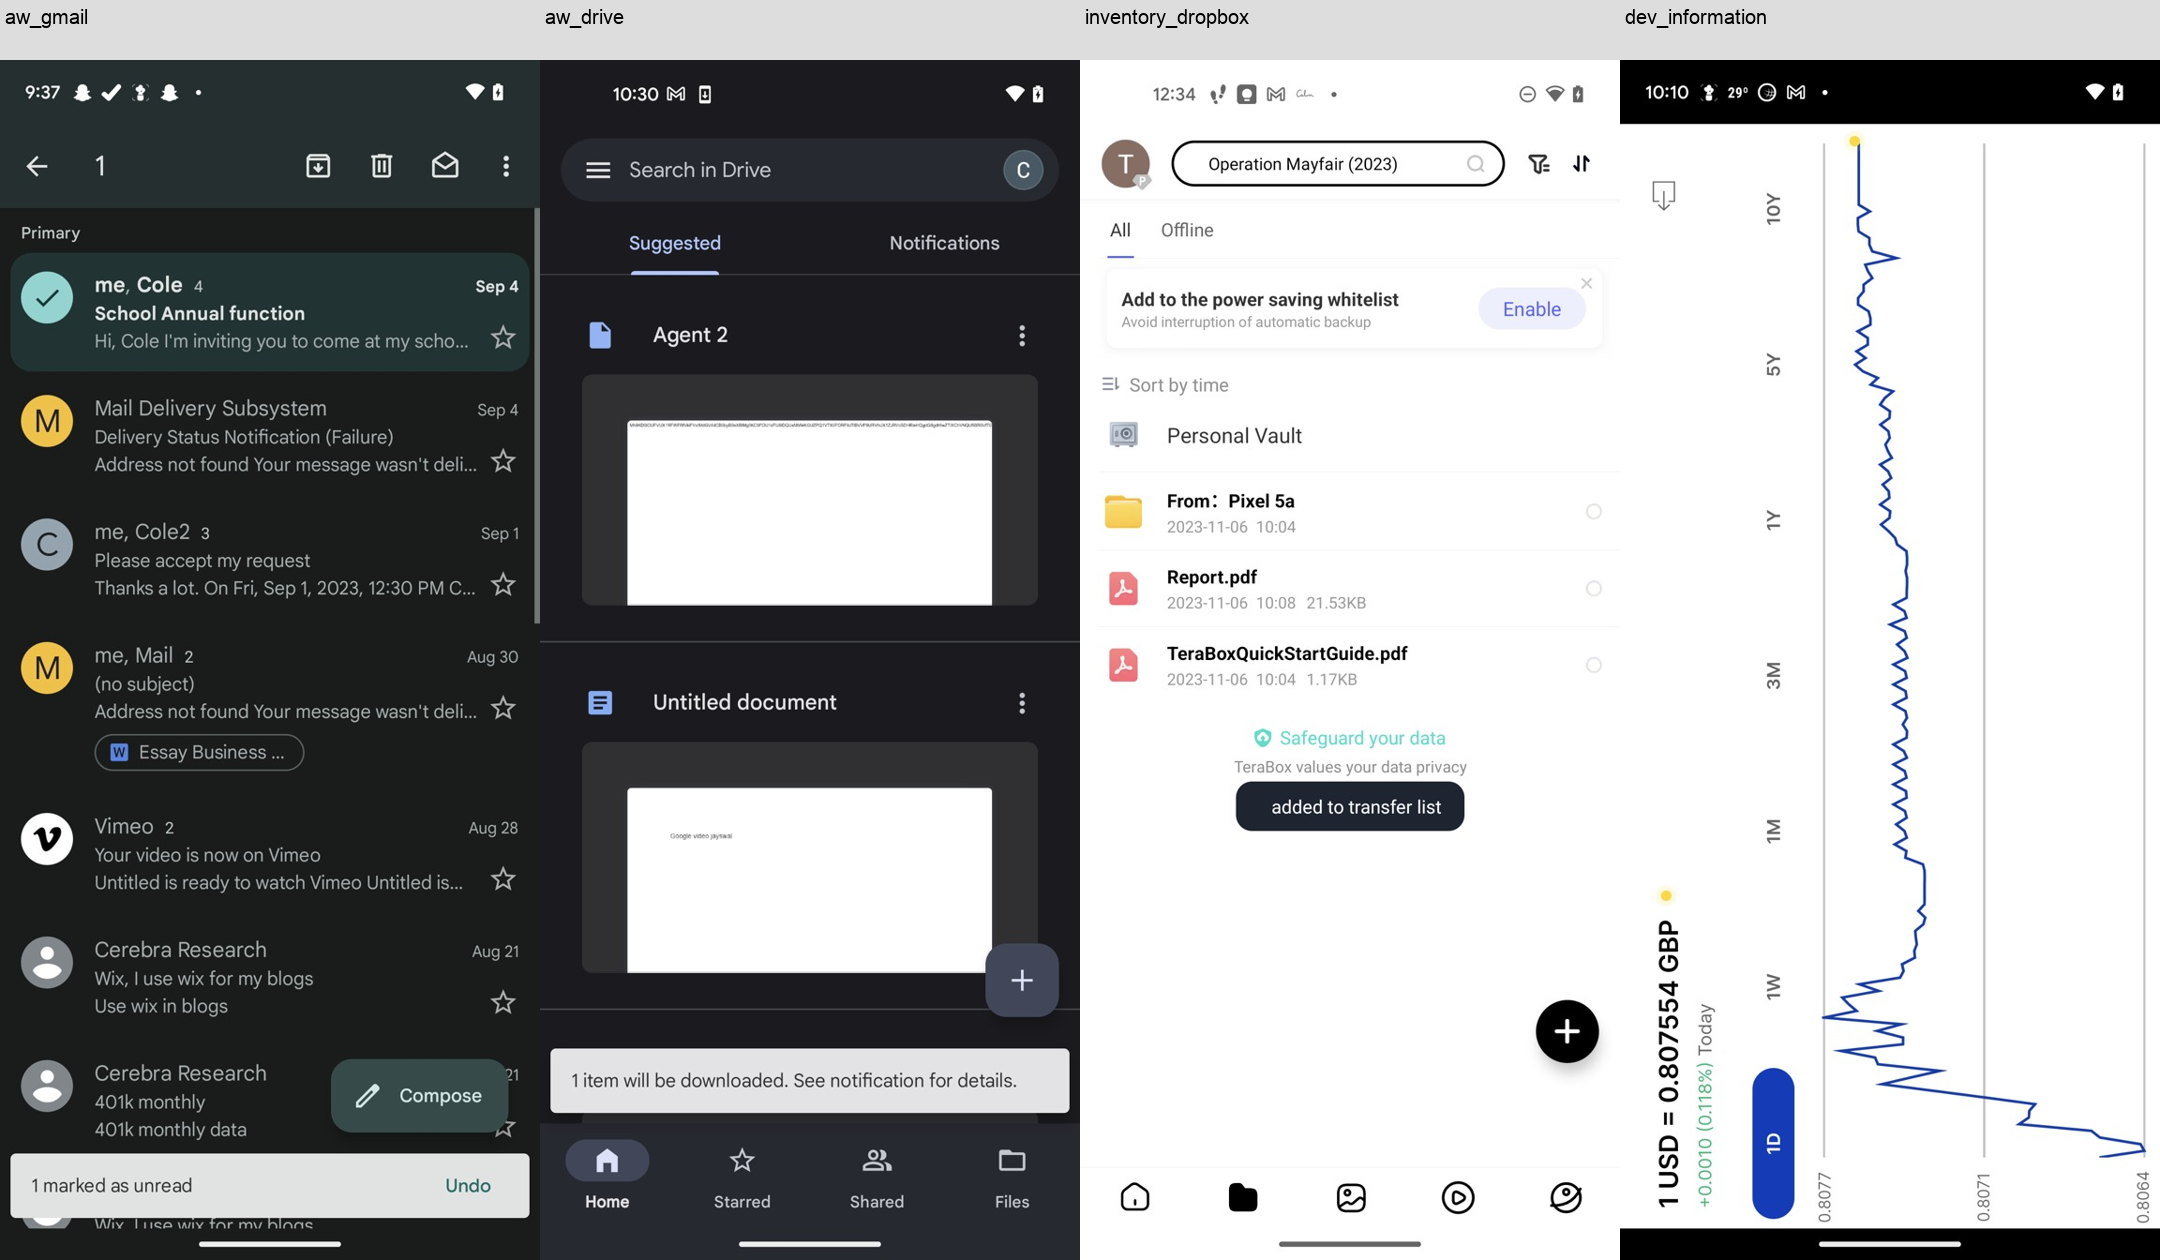 aw_gmail
9:37
1
Primary
me, Cole 4
Sep 4
School Annual function
Hi, Cole I'm inviting you to come at my scho...
M
Mail Delivery Subsystem
Sep 4
Delivery Status Notification (Failure)
Address not found Your message wasn't deli...
C
me, Cole2 3
Sep 1
Please accept my request
Thanks a lot. On Fri, Sep 1, 2023, 12:30 PM C...
M
me, Mail 2
Aug 30
(no subject)
Address not found Your message wasn't deli...
W Essay Business ...
Vimeo 2
Aug 28
Your video is now on Vimeo
Untitled is ready to watch Vimeo Untitled is...
Cerebra Research
Aug 21
Wix, I use wix for my blogs
Use wix in blogs
Cerebra Research
21
401k monthly
401k monthly data
Compose
1 marked as unread
Undo
Wix, I use wix for my blogs
aw_drive
10:30
Search in Drive
C
Suggested
Notifications
Agent 2
Untitled document
Google video jayswal
1 item will be downloaded. See notification for details.
Home
Starred
Shared
Files
inventory_dropbox
12:34
Calm
T
P
Operation Mayfair (2023)
All
Offline
Add to the power saving whitelist
Avoid interruption of automatic backup
Enable
Sort by time
Personal Vault
From： Pixel 5a
2023-11-06 10:04
Report.pdf
2023-11-06 10:08 21.53KB
TeraBoxQuickStartGuide.pdf
2023-11-06 10:04 1.17KB
Safeguard your data
TeraBox values your data privacy
added to transfer list
dev_information
10:10 29°
1 USD = 0.807554 GBP
+0.0010 (0.118%) Today
1D
1W
1M
3M
1Y
5Y
10Y
0.8077
0.8071
0.8064